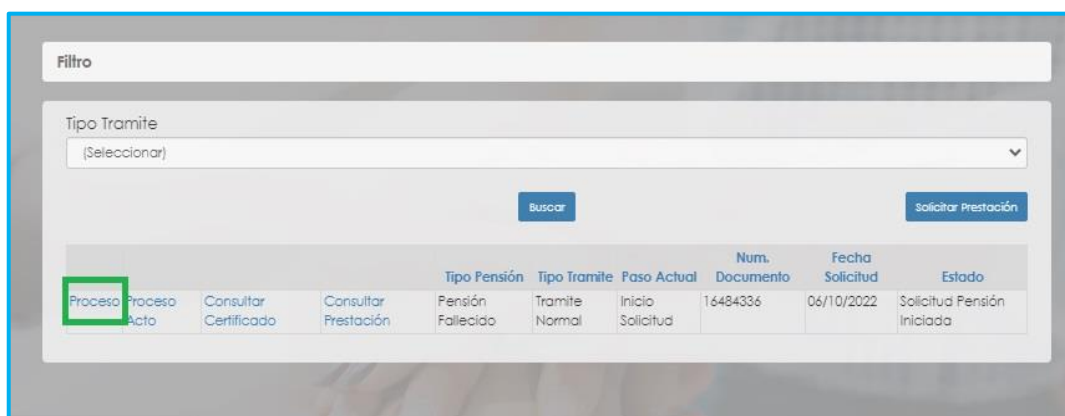 Filtro
Tipo Tramite
(Seleccionar)
Buscar
Solicitar Prestación
Tipo Pensión Tipo Tramite Paso Actual Num. Documento Fecha Solicitud Estado
Proceso Proceso Acto Consultar Certificado Consultar Prestación Pensión Fallecido Tramite Normal Inicio Solicitud 16484336 06/10/2022 Solicitud Pensión Iniciada